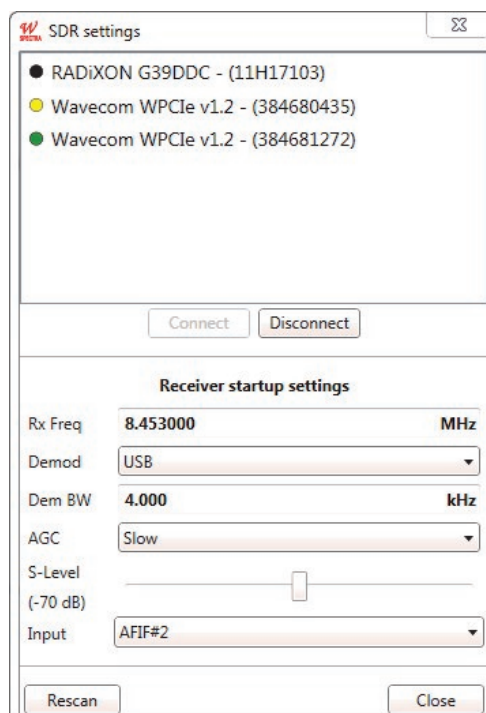 W SPECTRA SDR settings
RADiXON G39DDC - (11H17103)
Wavecom WPCIe v1.2 - (384680435)
Wavecom WPCIe v1.2 - (384681272)
Connect Disconnect
Receiver startup settings
Rx Freq 8.453000 MHz
Demod USB
Dem BW 4.000 kHz
AGC Slow
S-Level
(-70 dB)
Input AFIF#2
Rescan Close